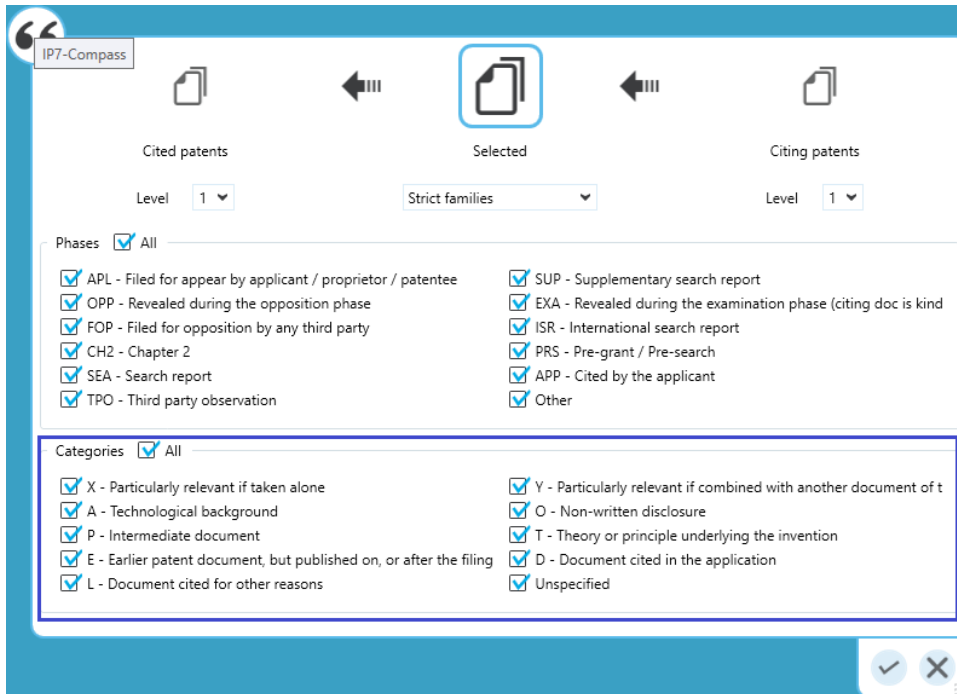 IP7-Compass
Cited patents
Selected
Citing patents
Level 1
Strict families
Level 1
Phases All
APL - Filed for appear by applicant / proprietor / patentee
SUP - Supplementary search report
OPP - Revealed during the opposition phase
EXA - Revealed during the examination phase (citing doc is kind
FOP - Filed for opposition by any third party
ISR - International search report
CH2 - Chapter 2
PRS - Pre-grant / Pre-search
SEA - Search report
APP - Cited by the applicant
TPO - Third party observation
Other
Categories All
X - Particularly relevant if taken alone
Y - Particularly relevant if combined with another document of t
A - Technological background
O - Non-written disclosure
P - Intermediate document
T - Theory or principle underlying the invention
E - Earlier patent document, but published on, or after the filing
D - Document cited in the application
L - Document cited for other reasons
Unspecified